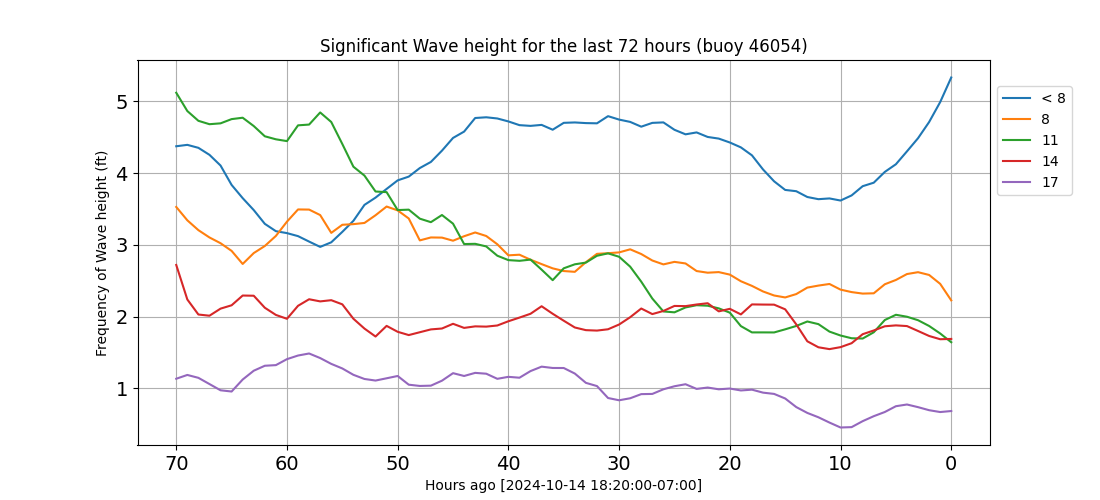 Significant Wave height for the last 72 hours (buoy 46054)
Frequency of Wave height (ft)
5
4
3
2
1
70 60 50 40 30 20 10 0
Hours ago [2024-10-14 18:20:00-07:00]
< 8
8
11
14
17